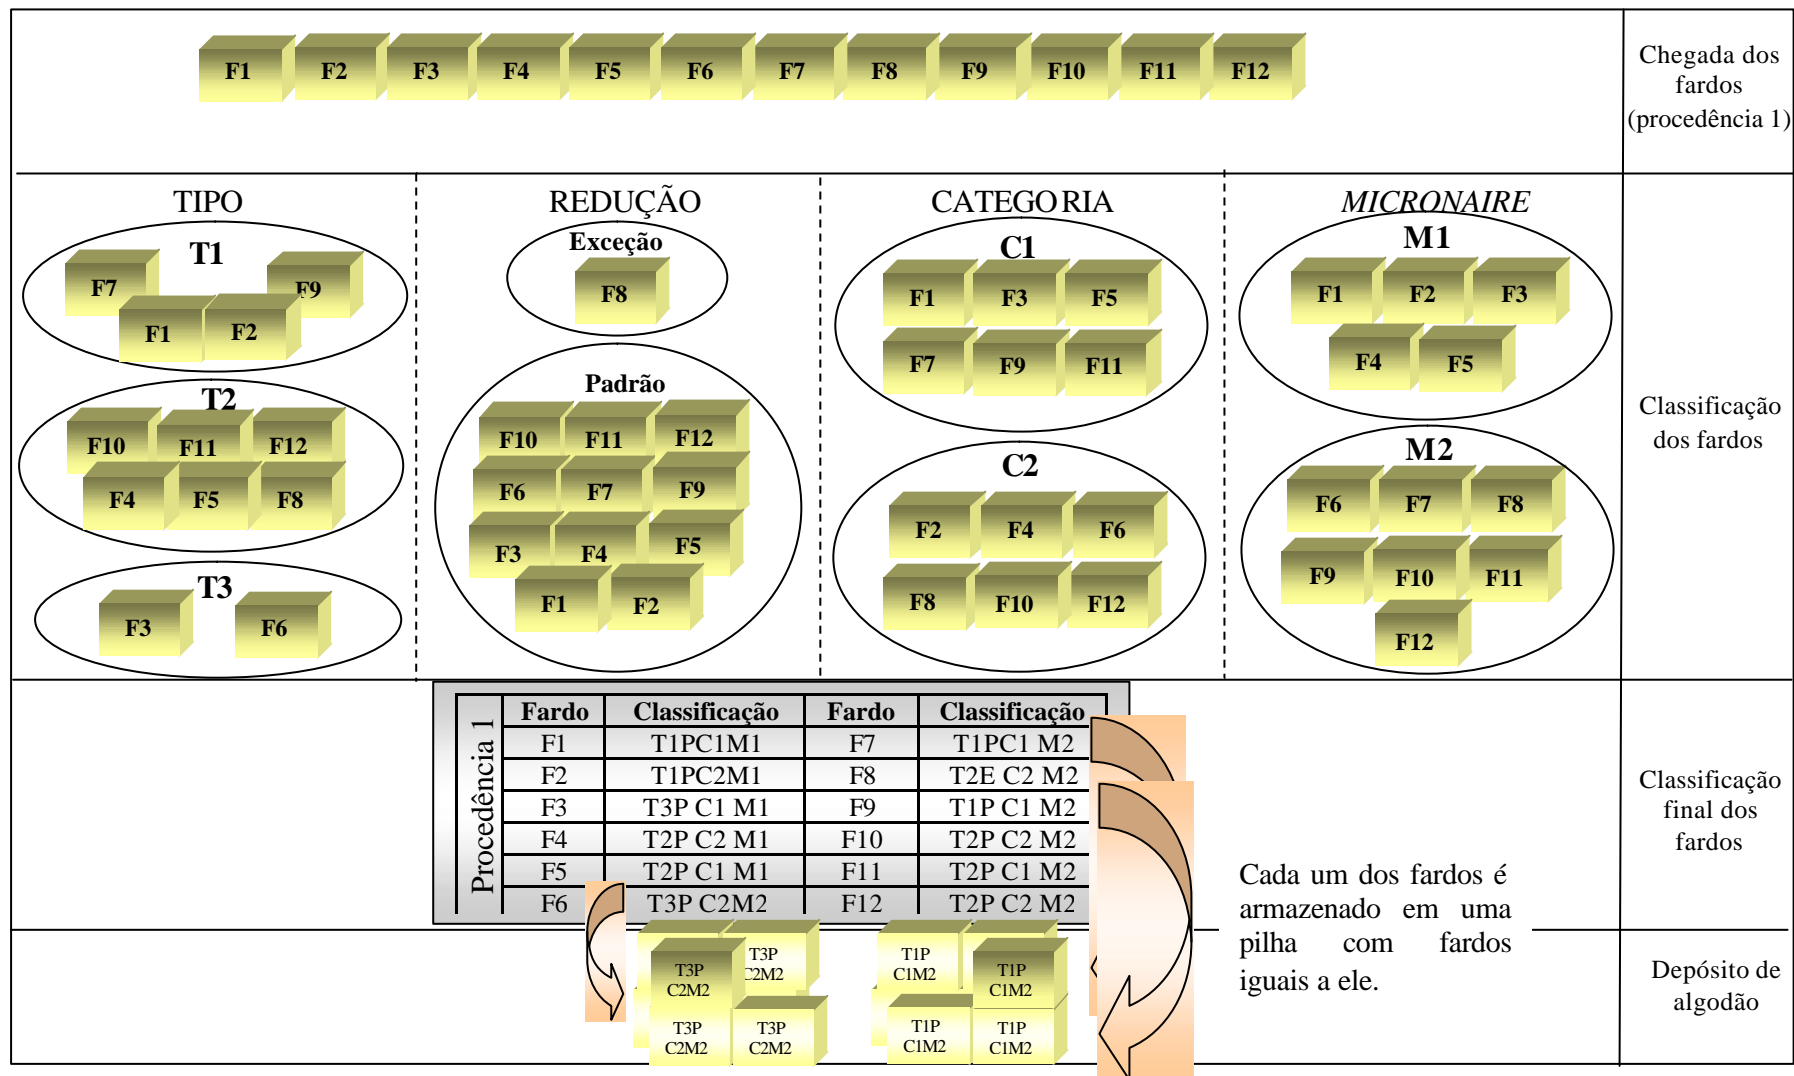 F1 F2 F3 F4 F5 F6 F7 F8 F9 F10 F11 F12
Chegada dos
fardos
(procedência 1)
TIPO
T1
F7 F9
F1 F2
T2
F10 F11 F12
F4 F5 F8
T3
F3 F6
REDUÇÃO
Exceção
F8
Padrão
F10 F11 F12
F6 F7 F9
F3 F4 F5
F1 F2
CATEGORIA
C1
F1 F3 F5
F7 F9 F11
C2
F2 F4 F6
F8 F10 F12
MICRONAIRE
M1
F1 F2 F3
F4 F5
M2
F6 F7 F8
F9 F10 F11
F12
Classificação
dos fardos
Procedência 1
Fardo Classificação Fardo Classificação
F1 T1PC1M1 F7 T1PC1 M2
F2 T1PC2M1 F8 T2E C2 M2
F3 T3P C1 M1 F9 T1P C1 M2
F4 T2P C2 M1 F10 T2P C2 M2
F5 T2P C1 M1 F11 T2P C1 M2
F6 T3P C2M2 F12 T2P C2 M2
Classificação
final dos
fardos
Cada um dos fardos é
armazenado em uma
pilha com fardos
iguais a ele.
T3P
C2M2
T3P
C2M2
T3P
C2M2
T3P
C2M2
T1P
C1M2
T1P
C1M2
T1P
C1M2
T1P
C1M2
Depósito de
algodão